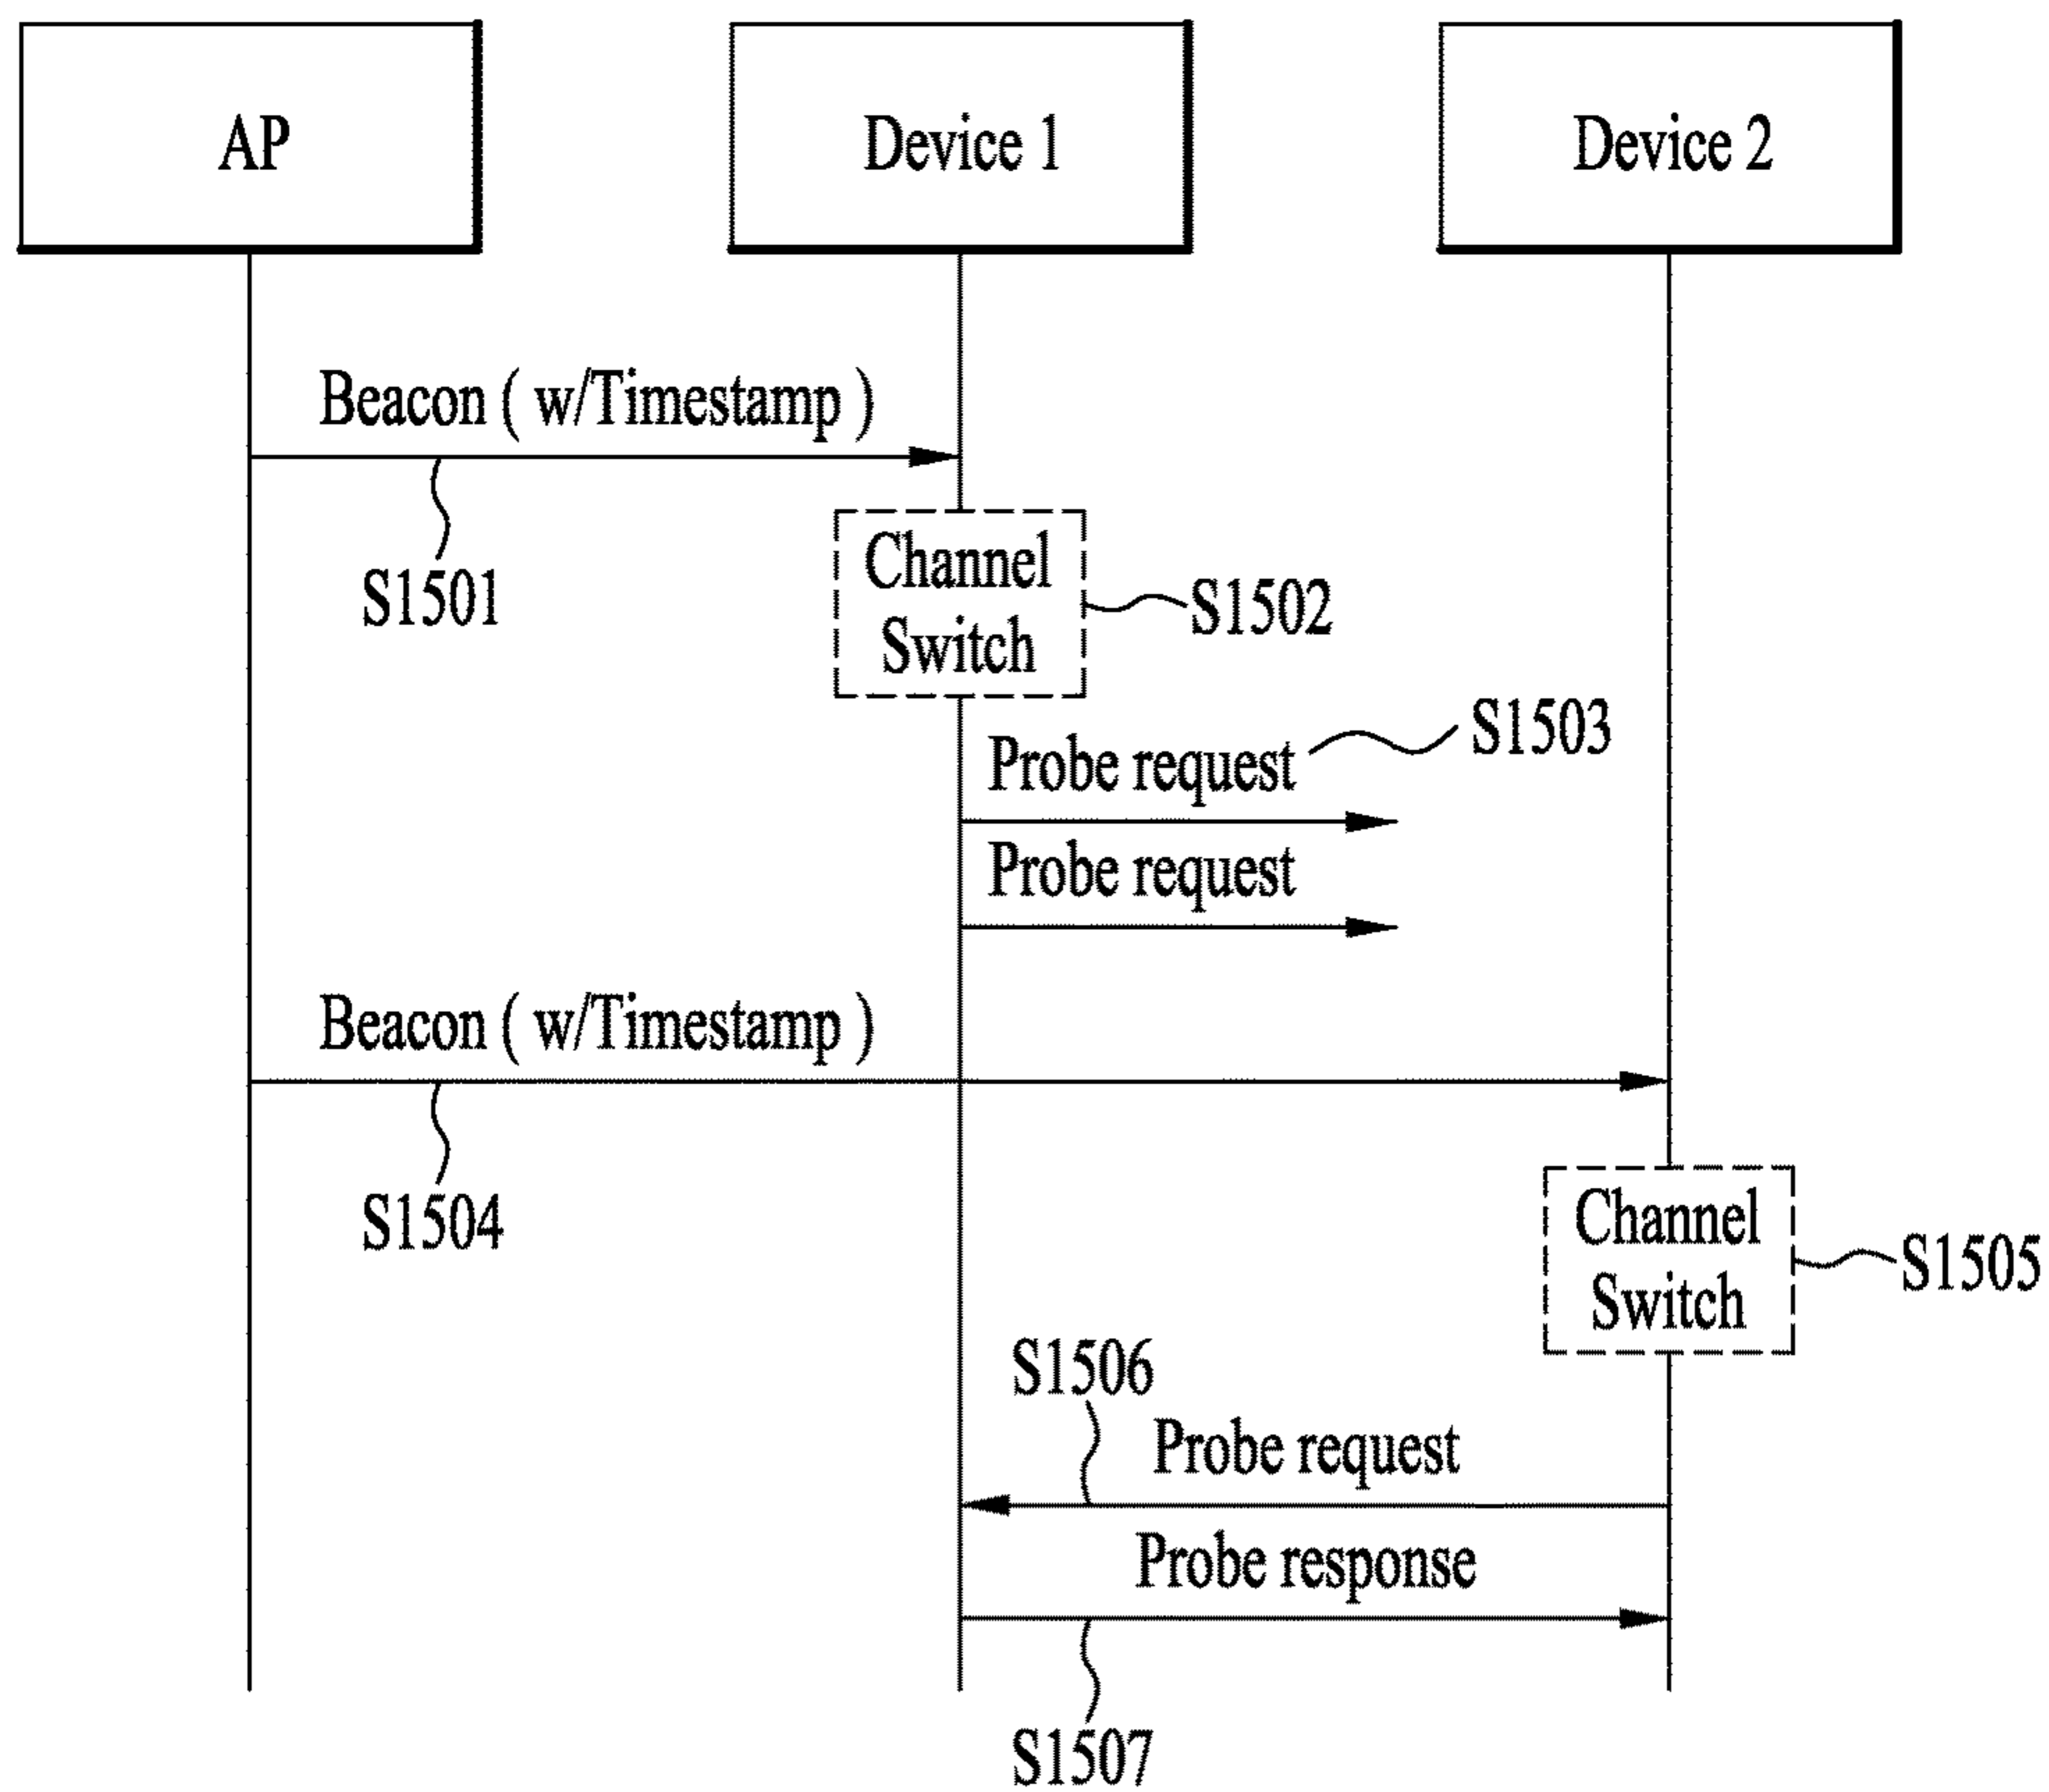 AP
Device 1
Device 2
Beacon ( w/Timestamp )
S1501
Channel
Switch
S1502
S1503
Probe request
Probe request
Beacon ( w/Timestamp )
S1504
Channel
Switch
S1505
S1506
Probe request
Probe response
S1507